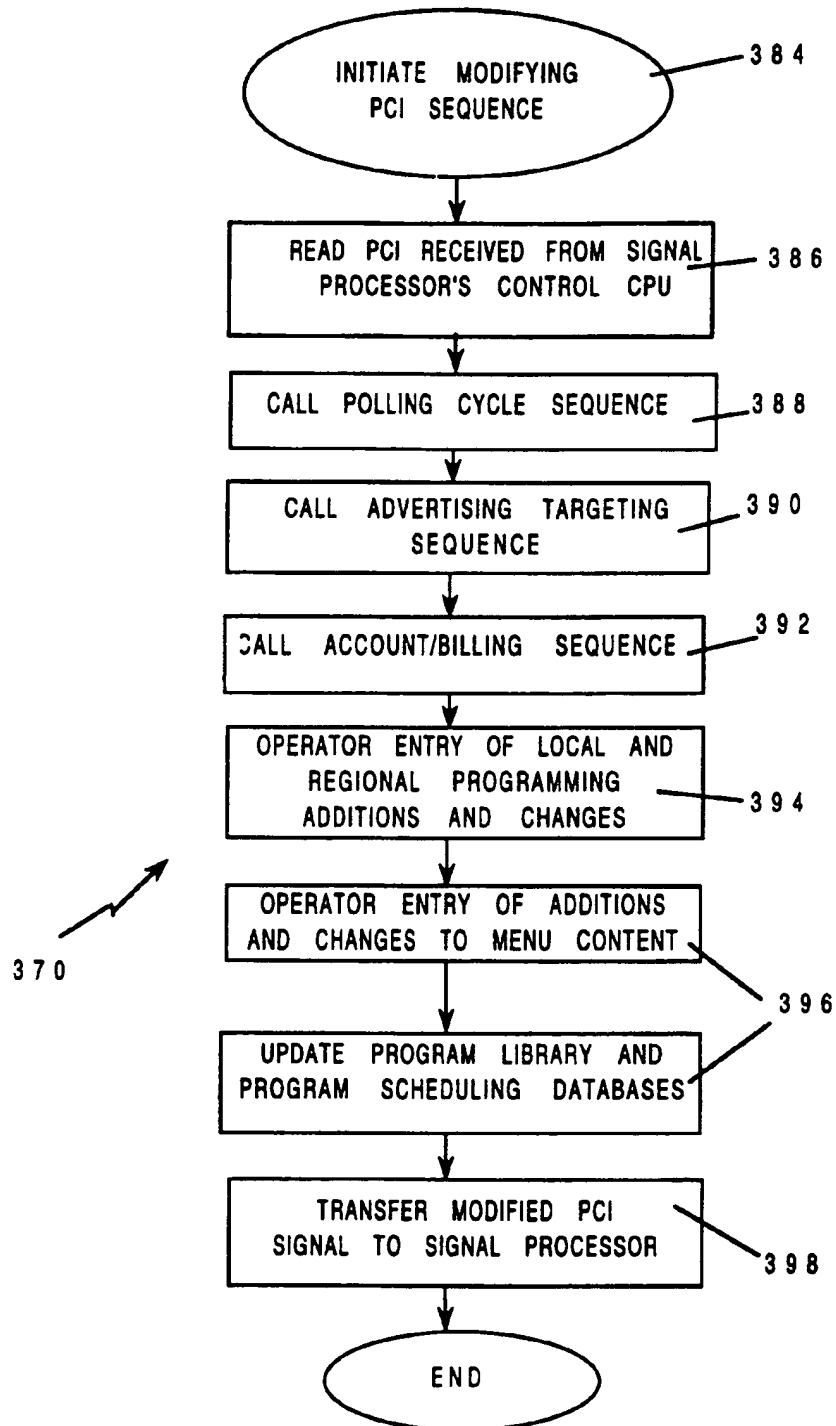 INITIATE MODIFYING
PCI SEQUENCE
384
READ PCI RECEIVED FROM SIGNAL
PROCESSOR'S CONTROL CPU
386
CALL POLLING CYCLE SEQUENCE
388
CALL ADVERTISING TARGETING
SEQUENCE
390
CALL ACCOUNT/BILLING SEQUENCE
392
OPERATOR ENTRY OF LOCAL AND
REGIONAL PROGRAMMING
ADDITIONS AND CHANGES
394
OPERATOR ENTRY OF ADDITIONS
AND CHANGES TO MENU CONTENT
370
396
UPDATE PROGRAM LIBRARY AND
PROGRAM SCHEDULING DATABASES
TRANSFER MODIFIED PCI
SIGNAL TO SIGNAL PROCESSOR
398
END